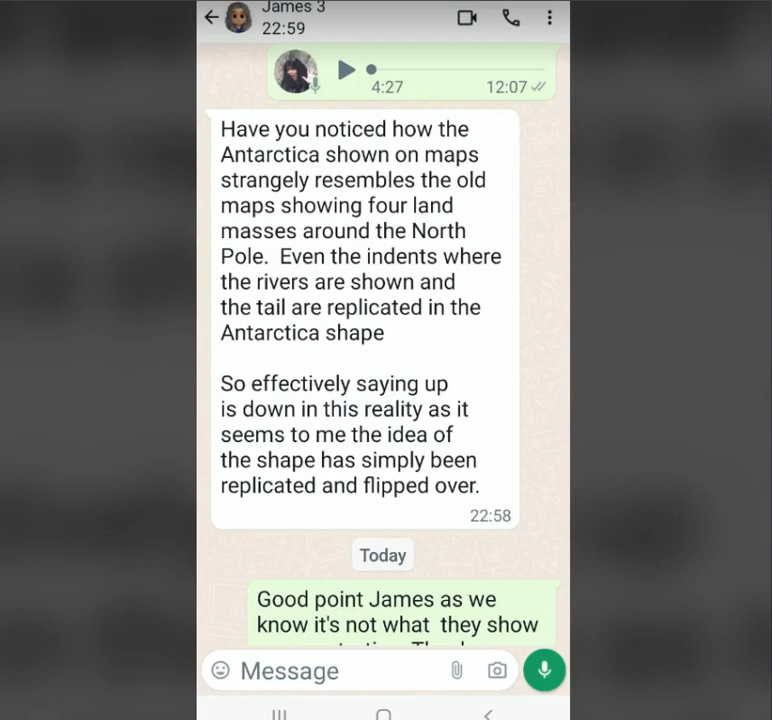 James 3
22:59
4:27
12:07
Have you noticed how the
Antarctica shown on maps
strangely resembles the old
maps showing four land
masses around the North
Pole.  Even the indents where
the rivers are shown and
the tail are replicated in the
Antarctica shape
So effectively saying up
is down in this reality as it
seems to me the idea of
the shape has simply been
replicated and flipped over.
22:58
Today
Good point James as we
know it's not what  they show
Message